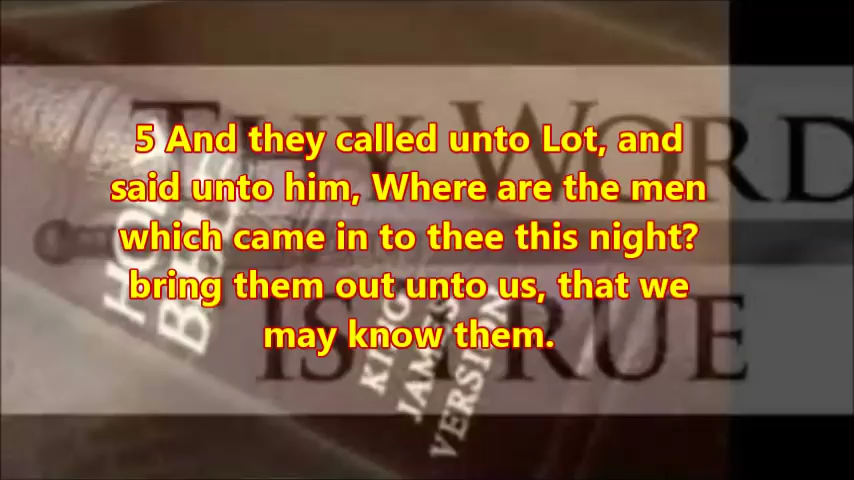 5 And they called unto Lot, and
said unto him, Where are the men
which came in to thee this night?
bring them out unto us, that we
may know them.
THY WORD
IS TRUE
HOLY
BIBLE
KING
JAMES
VERSION